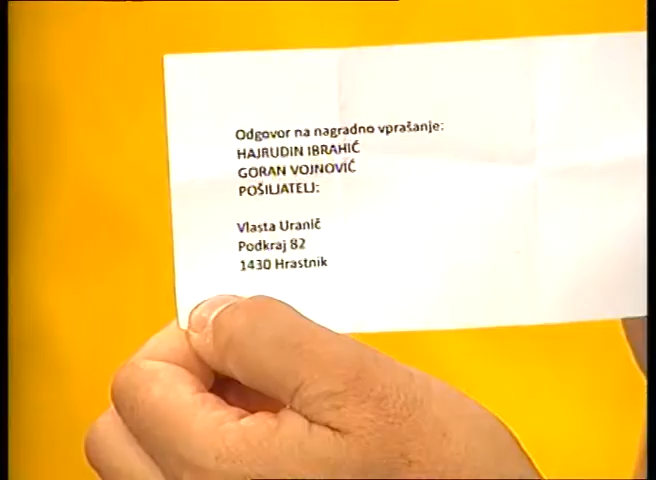 Odgovor na nagradno vprašanje:
HAJRUDIN IBRAHIĆ
GORAN VOJNOVIĆ
POŠILJATELJ:
Vlasta Uranič
Podkraj 82
1430 Hrastnik